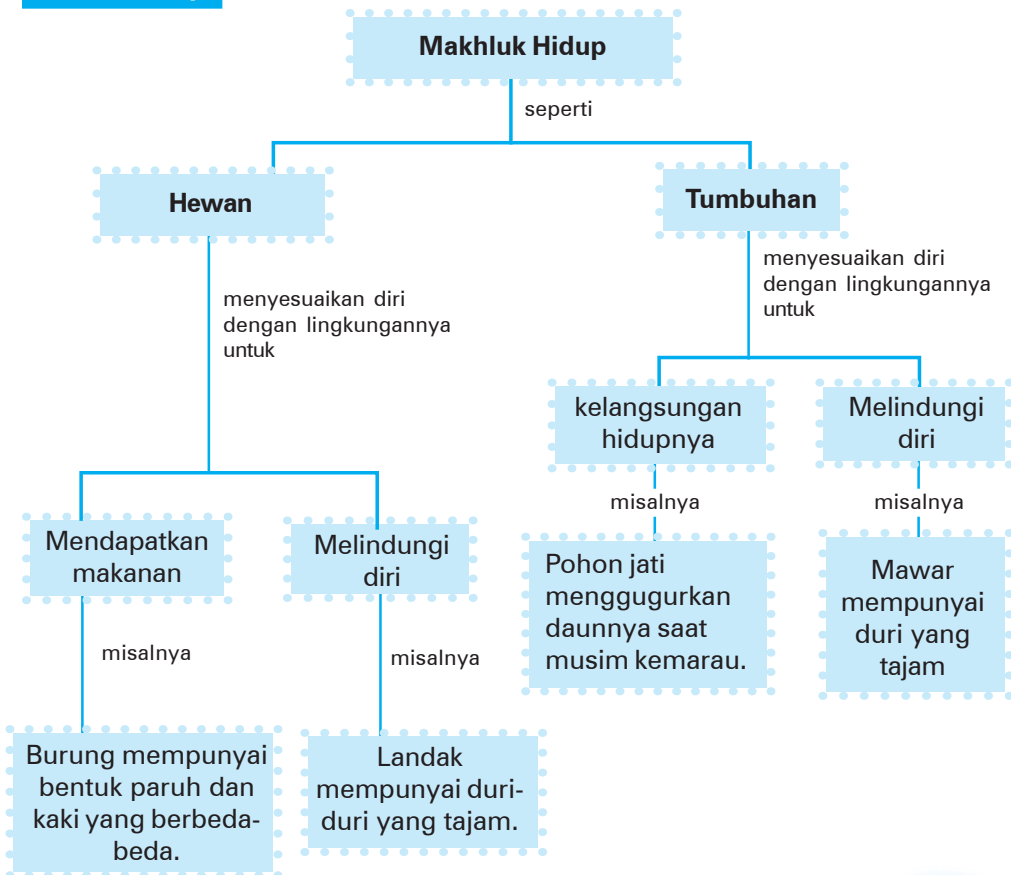 Makhluk Hidup
seperti
Hewan
Tumbuhan
menyesuaikan diri
dengan lingkungannya
untuk
menyesuaikan diri
dengan lingkungannya
untuk
kelangsungan
hidupnya
Melindungi
diri
misalnya
misalnya
Mendapatkan
makanan
Melindungi
diri
Pohon jati
menggugurkan
daunnya saat
musim kemarau.
Mawar
mempunyai
duri yang
tajam
misalnya
misalnya
Burung mempunyai
bentuk paruh dan
kaki yang berbeda-
beda.
Landak
mempunyai duri-
duri yang tajam.